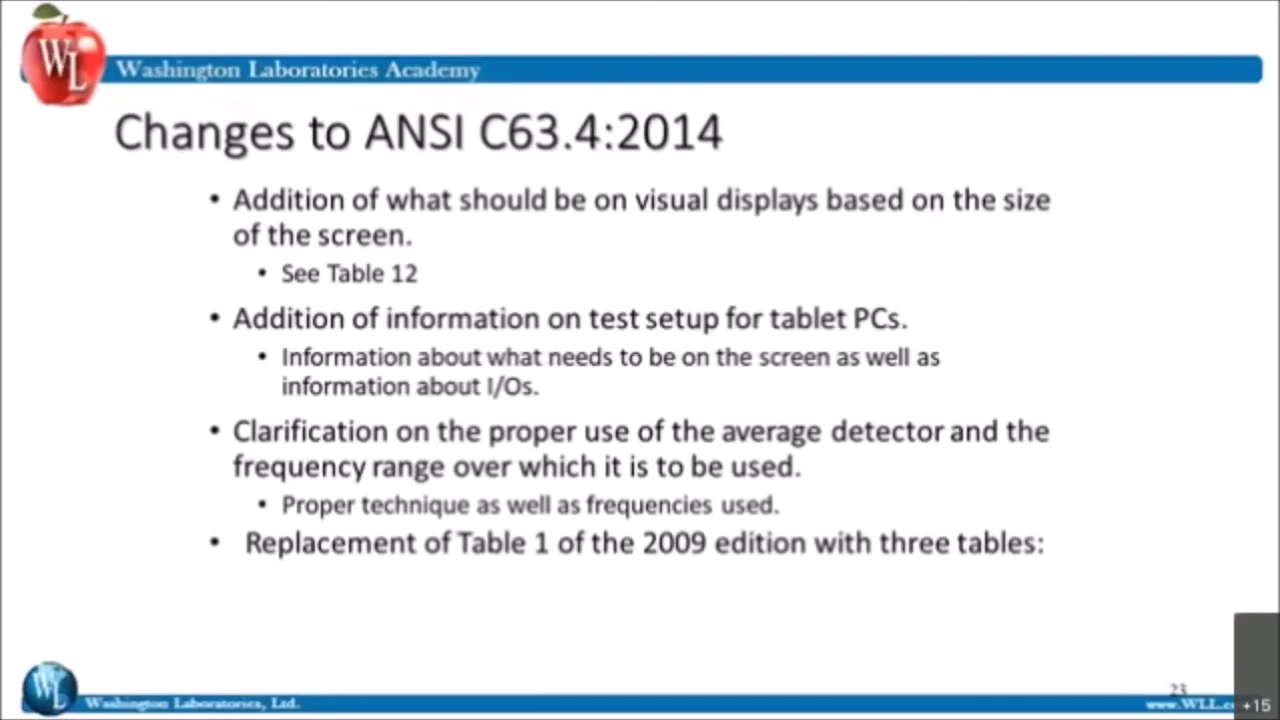 WL
Washington Laboratories Academy
Changes to ANSI C63.4:2014
• Addition of what should be on visual displays based on the size
of the screen.
• See Table 12
• Addition of information on test setup for tablet PCs.
• Information about what needs to be on the screen as well as
information about I/Os.
• Clarification on the proper use of the average detector and the
frequency range over which it is to be used.
• Proper technique as well as frequencies used.
• Replacement of Table 1 of the 2009 edition with three tables:
23
WL
Washington Laboratories, Ltd.
www.WLL.c
+15